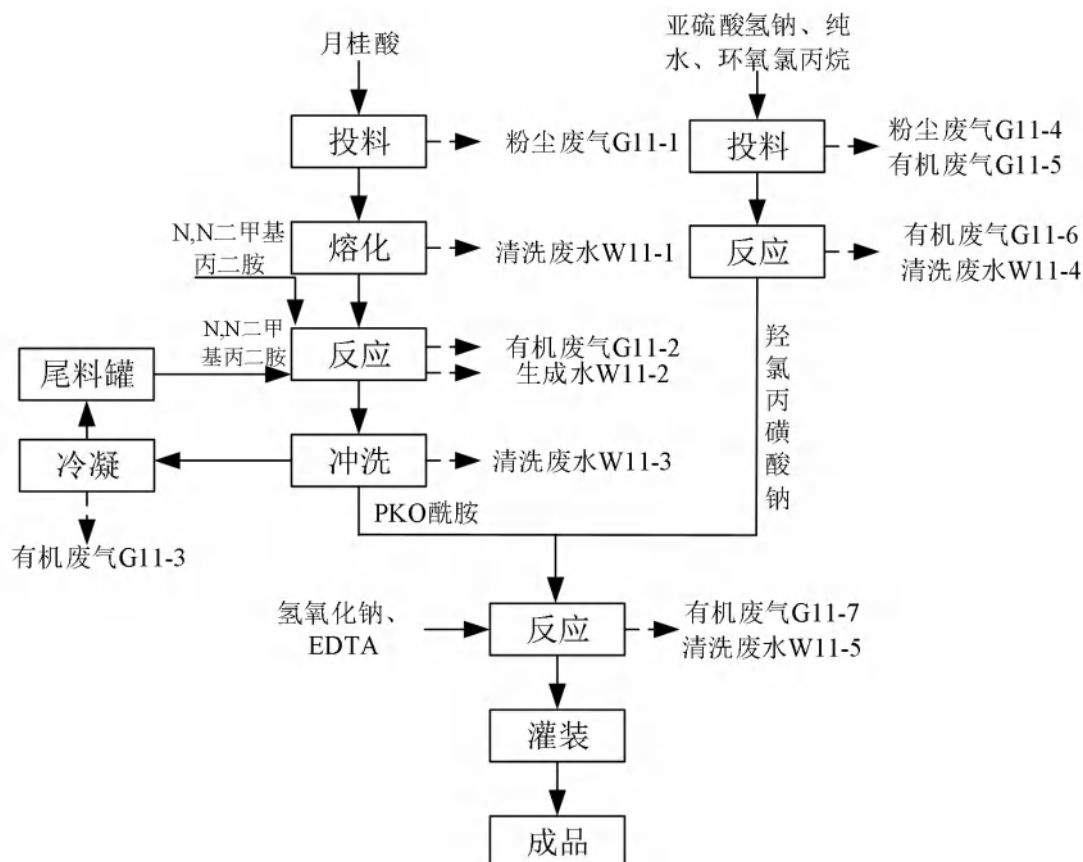 月桂酸
亚硫酸氢钠、纯
水、环氧氯丙烷
投料
粉尘废气G11-1
投料
粉尘废气G11-4
有机废气G11-5
N,N二甲基
丙二胺
熔化
清洗废水W11-1
反应
有机废气G11-6
清洗废水W11-4
N,N二甲
基丙二胺
尾料罐
反应
有机废气G11-2
生成水W11-2
羟氯丙磺酸钠
冷凝
冲洗
清洗废水W11-3
PKO酰胺
有机废气G11-3
氢氧化钠、
EDTA
反应
有机废气G11-7
清洗废水W11-5
灌装
成品